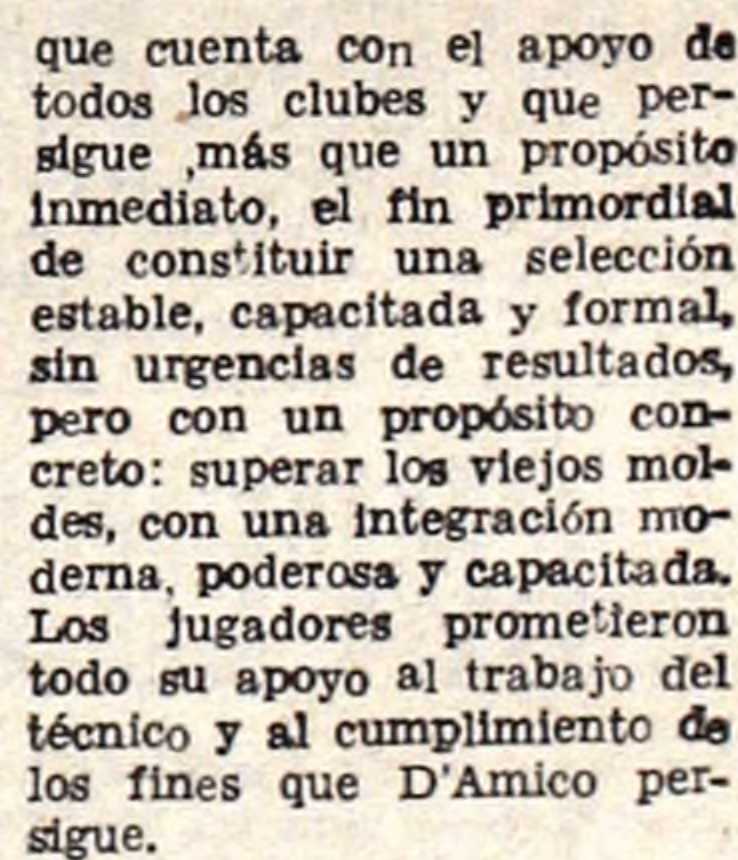 que cuenta con el apoyo de
todos los clubes y que per-
sigue ,más que un propósito
inmediato, el fin primordial
de constituir una selección
estable, capacitada y formal,
sin urgencias de resultados,
pero con un propósito con-
creto: superar los viejos mol-
des, con una integración mo-
derna, poderosa y capacitada.
Los jugadores prometieron
todo su apoyo al trabajo del
técnico y al cumplimiento de
los fines que D'Amico per-
sigue.